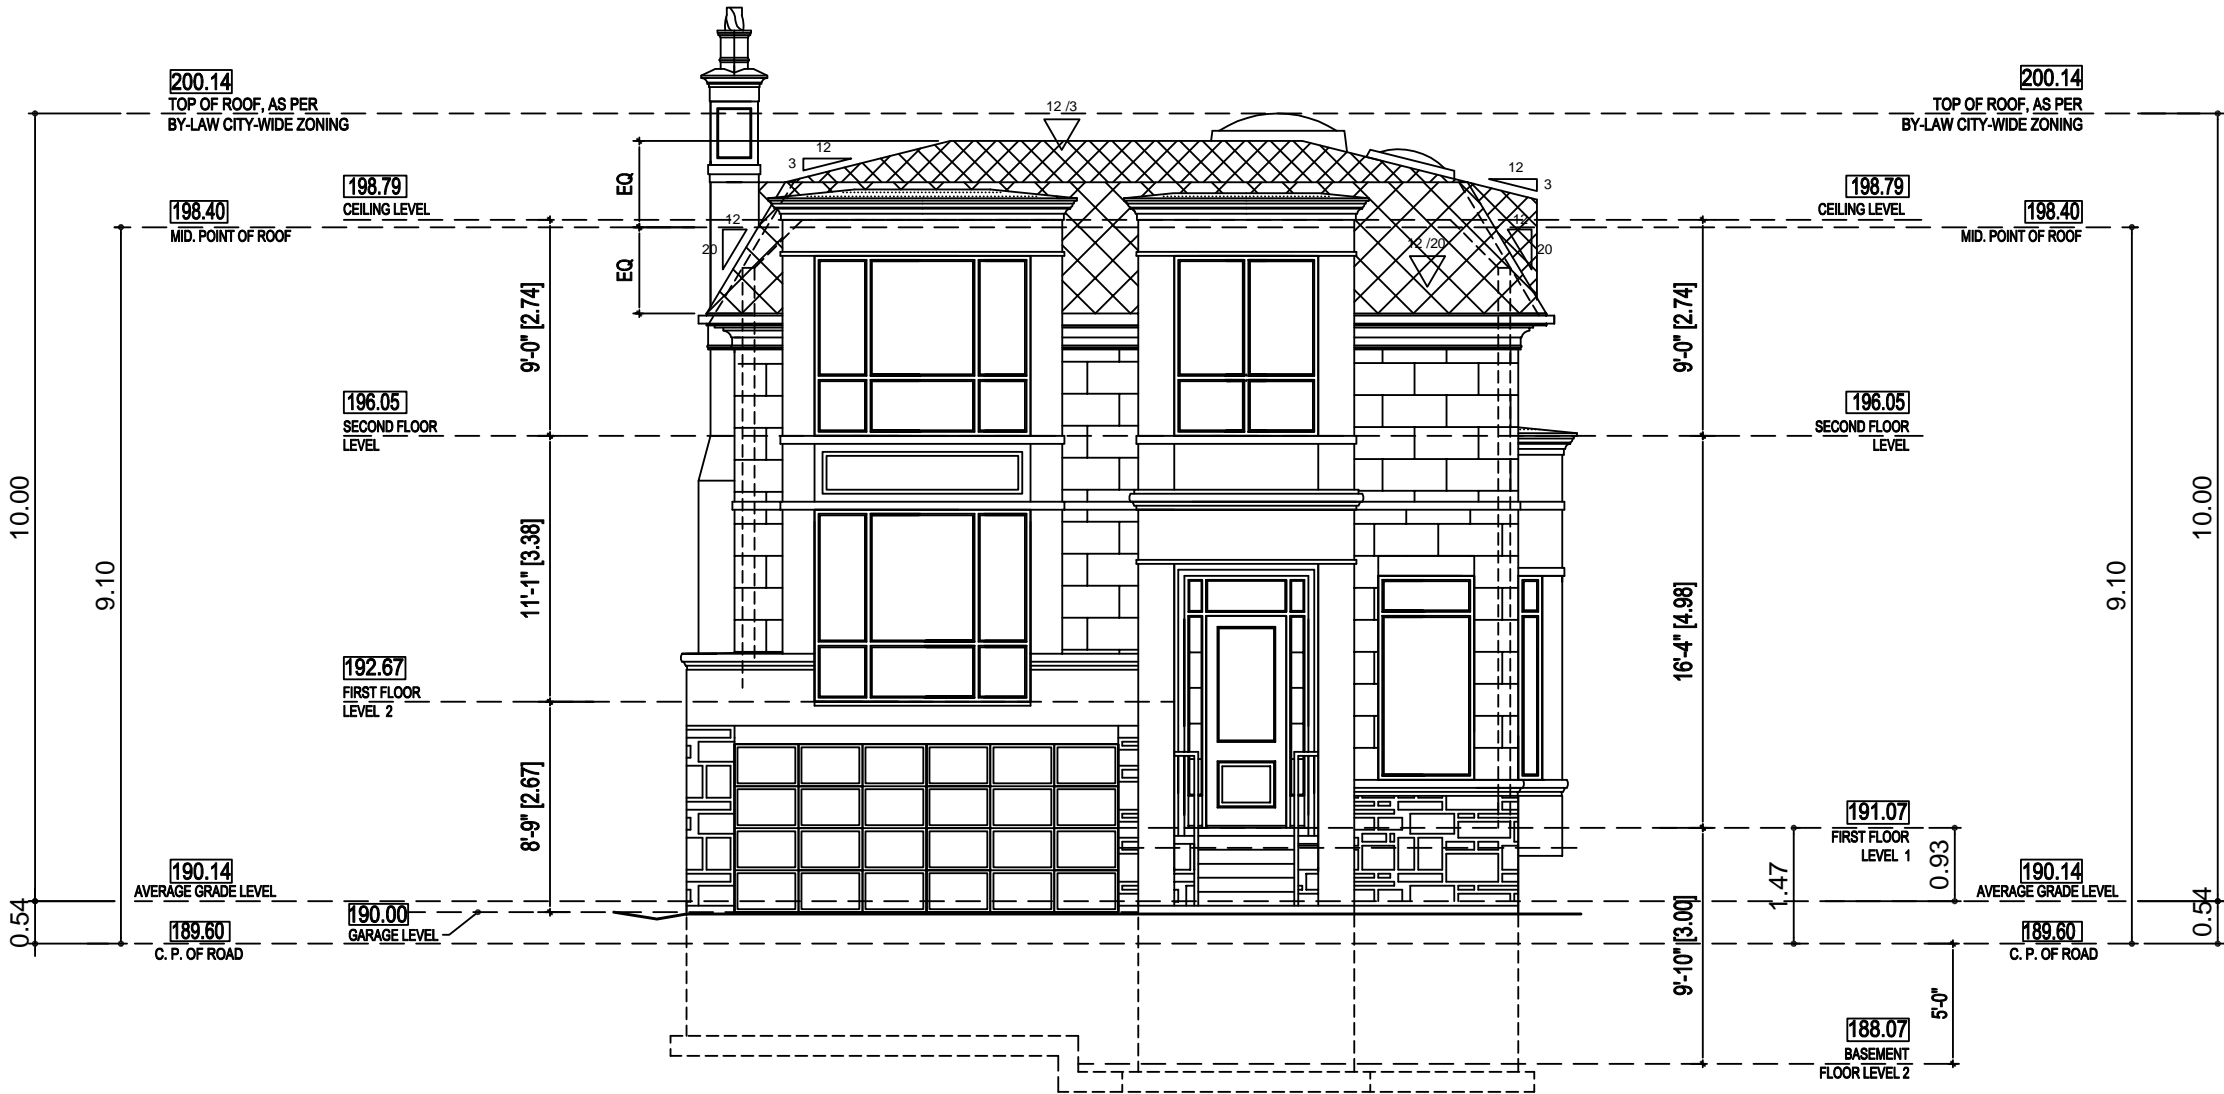 200.14
TOP OF ROOF, AS PER
BY-LAW CITY-WIDE ZONING
198.79
CEILING LEVEL
198.40
MID. POINT OF ROOF
196.05
SECOND FLOOR
LEVEL
192.67
FIRST FLOOR
LEVEL 2
190.14
AVERAGE GRADE LEVEL
190.00
GARAGE LEVEL
189.60
C. P. OF ROAD
10.00
9.10
0.54
9'-0" [2.74]
11'-1" [3.38]
8'-9" [2.67]
EQ
EQ
12
3
12
20
12 /3
12 /20
12
3
12
20
9'-0" [2.74]
16'-4" [4.98]
9'-10" [3.00]
200.14
TOP OF ROOF, AS PER
BY-LAW CITY-WIDE ZONING
198.79
CEILING LEVEL
198.40
MID. POINT OF ROOF
196.05
SECOND FLOOR
LEVEL
191.07
FIRST FLOOR
LEVEL 1
1.47
0.93
190.14
AVERAGE GRADE LEVEL
189.60
C. P. OF ROAD
5'-0"
188.07
BASEMENT
FLOOR LEVEL 2
10.00
9.10
0.54